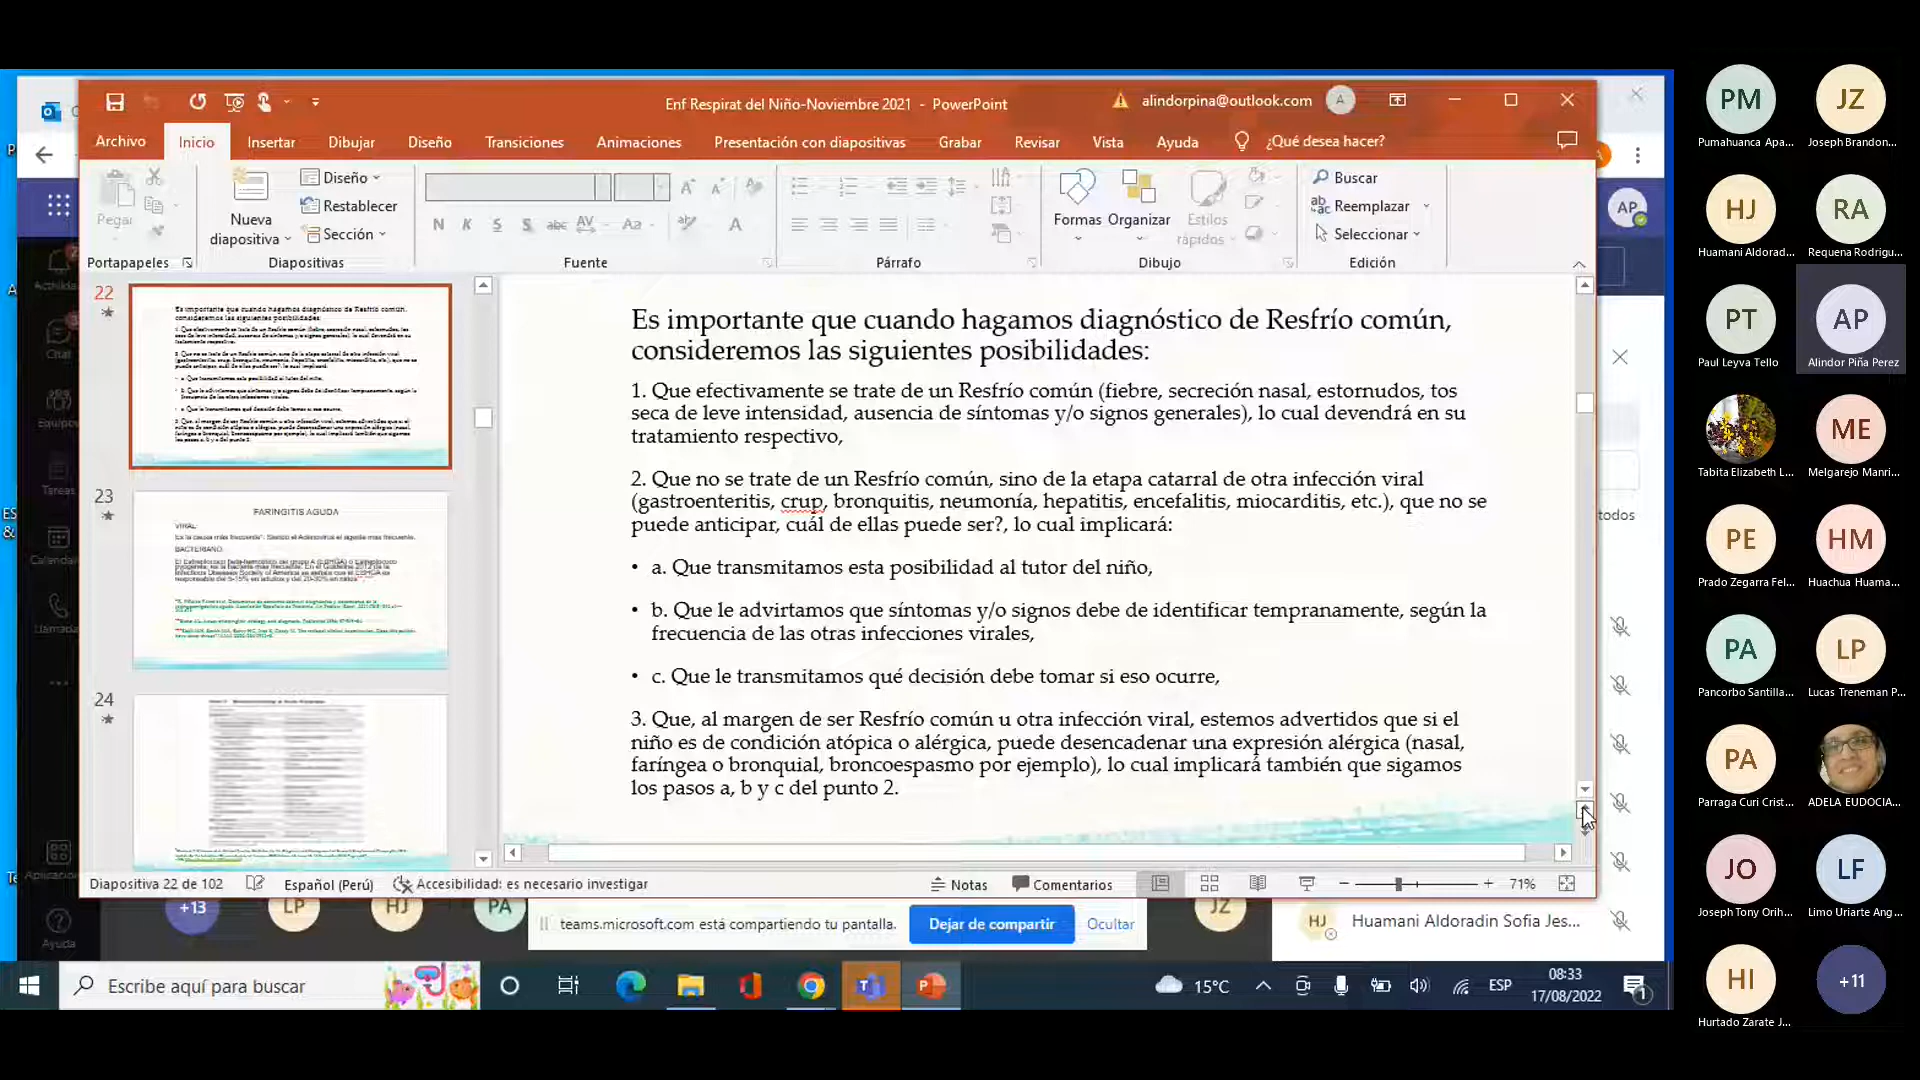 Enf Respirat del Niño-Noviembre 2021 - PowerPoint
alindorpina@outlook.com
A
Archivo
Inicio
Insertar
Dibujar
Diseño
Transiciones
Animaciones
Presentación con diapositivas
Grabar
Revisar
Vista
Ayuda
¿Qué desea hacer?
Pegar
Nueva
diapositiva
Diseño
Restablecer
Sección
N K S S abc AV Aa A
Formas
Organizar
Estilos
rápidos
Buscar
Reemplazar
Seleccionar
Portapapeles
Diapositivas
Fuente
Párrafo
Dibujo
Edición
22
23
FARINGITIS AGUDA
VIRAL:
BACTERIANO:
24
Es importante que cuando hagamos diagnóstico de Resfrío común,
consideremos las siguientes posibilidades:
1. Que efectivamente se trate de un Resfrío común (fiebre, secreción nasal, estornudos, tos
seca de leve intensidad, ausencia de síntomas y/o signos generales), lo cual devendrá en su
tratamiento respectivo,
2. Que no se trate de un Resfrío común, sino de la etapa catarral de otra infección viral
(gastroenteritis, crup, bronquitis, neumonía, hepatitis, encefalitis, miocarditis, etc.), que no se
puede anticipar, cuál de ellas puede ser?, lo cual implicará:
• a. Que transmitamos esta posibilidad al tutor del niño,
• b. Que le advirtamos que síntomas y/o signos debe de identificar tempranamente, según la
frecuencia de las otras infecciones virales,
• c. Que le transmitamos qué decisión debe tomar si eso ocurre,
3. Que, al margen de ser Resfrío común u otra infección viral, estemos advertidos que si el
niño es de condición atópica o alérgica, puede desencadenar una expresión alérgica (nasal,
faríngea o bronquial, broncoespasmo por ejemplo), lo cual implicará también que sigamos
los pasos a, b y c del punto 2.
Diapositiva 22 de 102
Español (Perú)
Accesibilidad: es necesario investigar
Notas
Comentarios
71%
Chat
Tareas
Ayuda
AP
todos
+13
LP
HJ
PA
JZ
teams.microsoft.com está compartiendo tu pantalla.
Dejar de compartir
Ocultar
HJ
Huamani Aldoradin Sofia Jes...
Escribe aquí para buscar
15°C
ESP
08:33
17/08/2022
1
PM
Pumahuanca Apa...
JZ
Joseph Brandon...
HJ
Huamani Aldorad...
RA
Requena Rodrigu...
PT
Paul Leyva Tello
AP
Alindor Piña Perez
Tabita Elizabeth L...
ME
Melgarejo Manri...
PE
Prado Zegarra Fel...
HM
Huachua Huama...
PA
Pancorbo Santilla...
LP
Lucas Treneman P...
PA
Parraga Curi Crist...
ADELA EUDOCIA...
JO
Joseph Tony Orih...
LF
Limo Uriarte Ang...
HI
Hurtado Zarate J...
+11